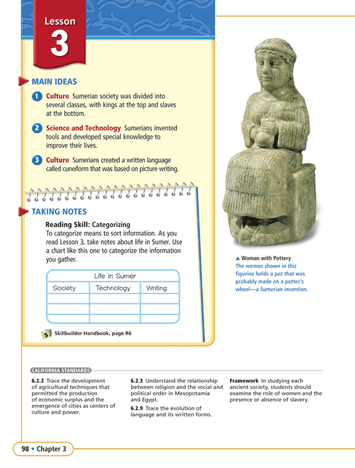 Lesson
3
MAIN IDEAS
1 Culture Sumerian society was divided into
several classes, with kings at the top and slaves
at the bottom.
2 Science and Technology Sumerians invented
tools and developed special knowledge to
improve their lives.
3 Culture Sumerians created a written language
called cuneiform that was based on picture writing.
TAKING NOTES
Reading Skill: Categorizing
To categorize means to sort information. As you
read Lesson 3, take notes about life in Sumer. Use
a chart like this one to categorize the information
you gather.
Life in Sumer
Society Technology Writing
Skillbuilder Handbook, page R6
▲ Woman with Pottery
The woman shown in this
figurine holds a pot that was
probably made on a potter's
wheel—a Sumerian invention.
CALIFORNIA STANDARDS
6.2.2 Trace the development
of agricultural techniques that
permitted the production
of economic surplus and the
emergence of cities as centers of
culture and power.
6.2.3 Understand the relationship
between religion and the social and
political order in Mesopotamia
and Egypt.
6.2.9 Trace the evolution of
language and its written forms.
Framework In studying each
ancient society, students should
examine the role of women and the
presence or absence of slavery.
98 • Chapter 3